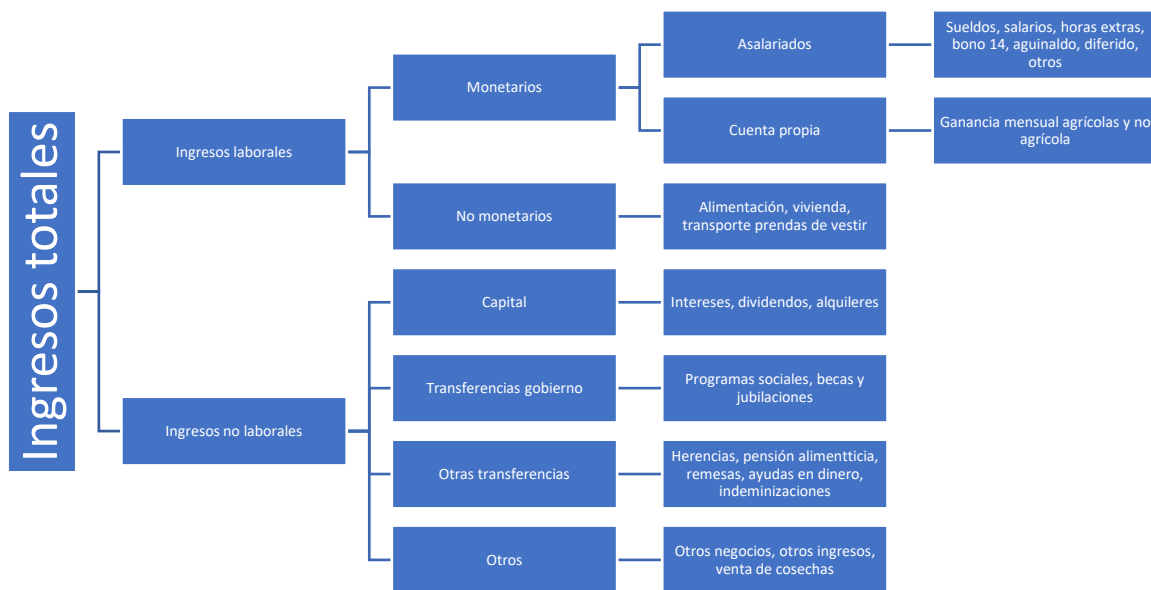 Ingresos totales
Ingresos laborales
Monetarios
Asalariados
Sueldos, salarios, horas extras,
bono 14, aguinaldo, diferido,
otros
Cuenta propia
Ganancia mensual agrícolas y no
agrícola
No monetarios
Alimentación, vivienda,
transporte prendas de vestir
Ingresos no laborales
Capital
Intereses, dividendos, alquileres
Transferencias gobierno
Programas sociales, becas y
jubilaciones
Otras transferencias
Herencias, pensión alimentticia,
remesas, ayudas en dinero,
indeminizaciones
Otros
Otros negocios, otros ingresos,
venta de cosechas